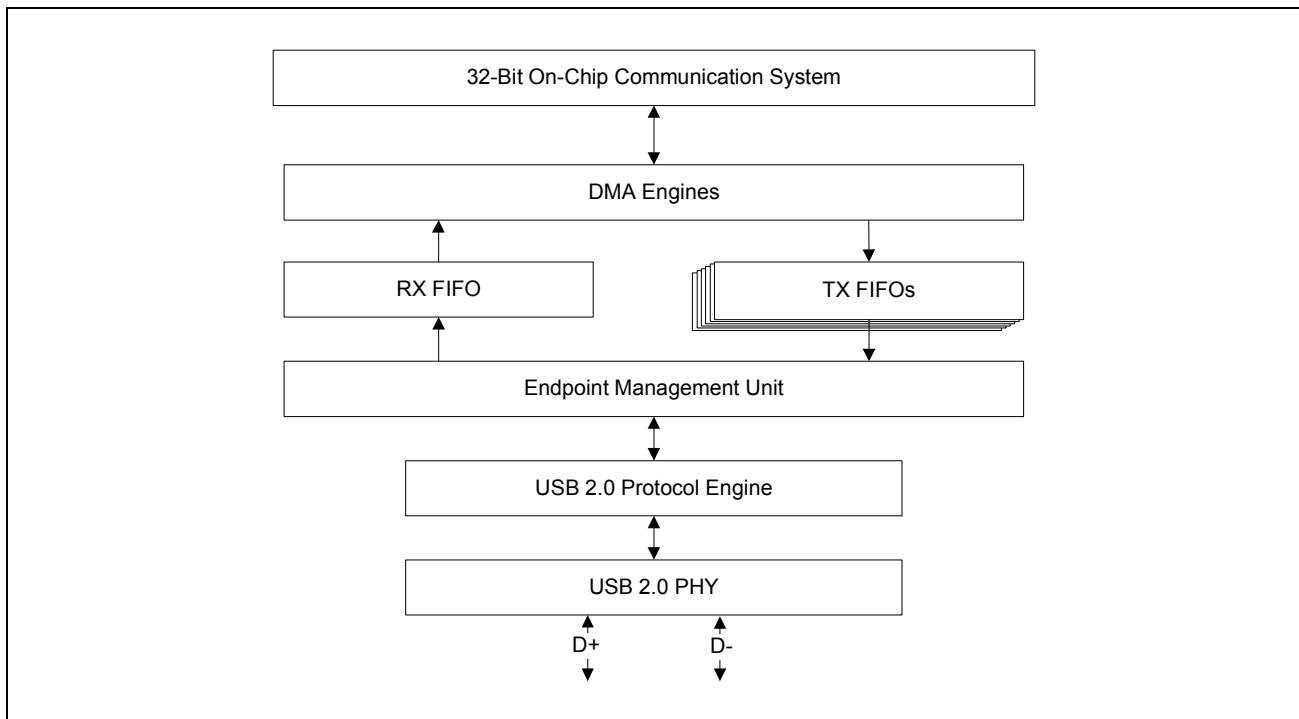 32-Bit On-Chip Communication System
DMA Engines
RX FIFO
TX FIFOs
Endpoint Management Unit
USB 2.0 Protocol Engine
USB 2.0 PHY
D+
D-